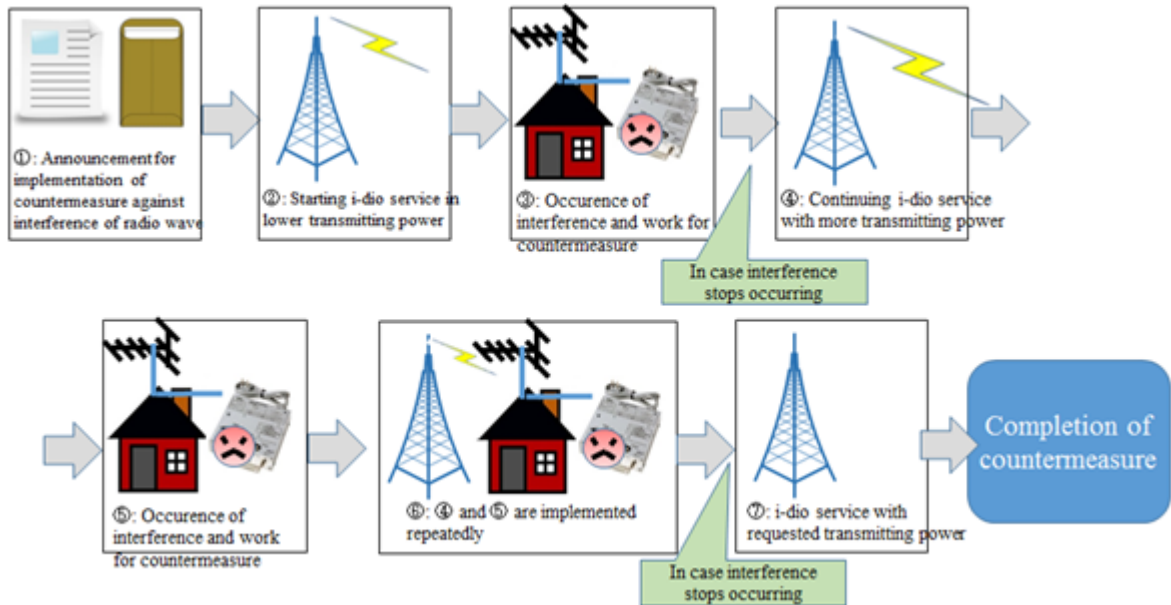 ①: Announcement for
implementation of
countermeasure against
interference of radio wave
②: Starting i-dio service in
lower transmitting power
③: Occurence of
interference and work for
countermeasure
④: Continuing i-dio service
with more transmitting power
In case interference
stops occurring
⑤: Occurence of
interference and work
for countermeasure
⑥: ④ and ⑤ are implemented
repeatedly
⑦: i-dio service with
requested transmitting power
In case interference
stops occurring
Completion of
countermeasure